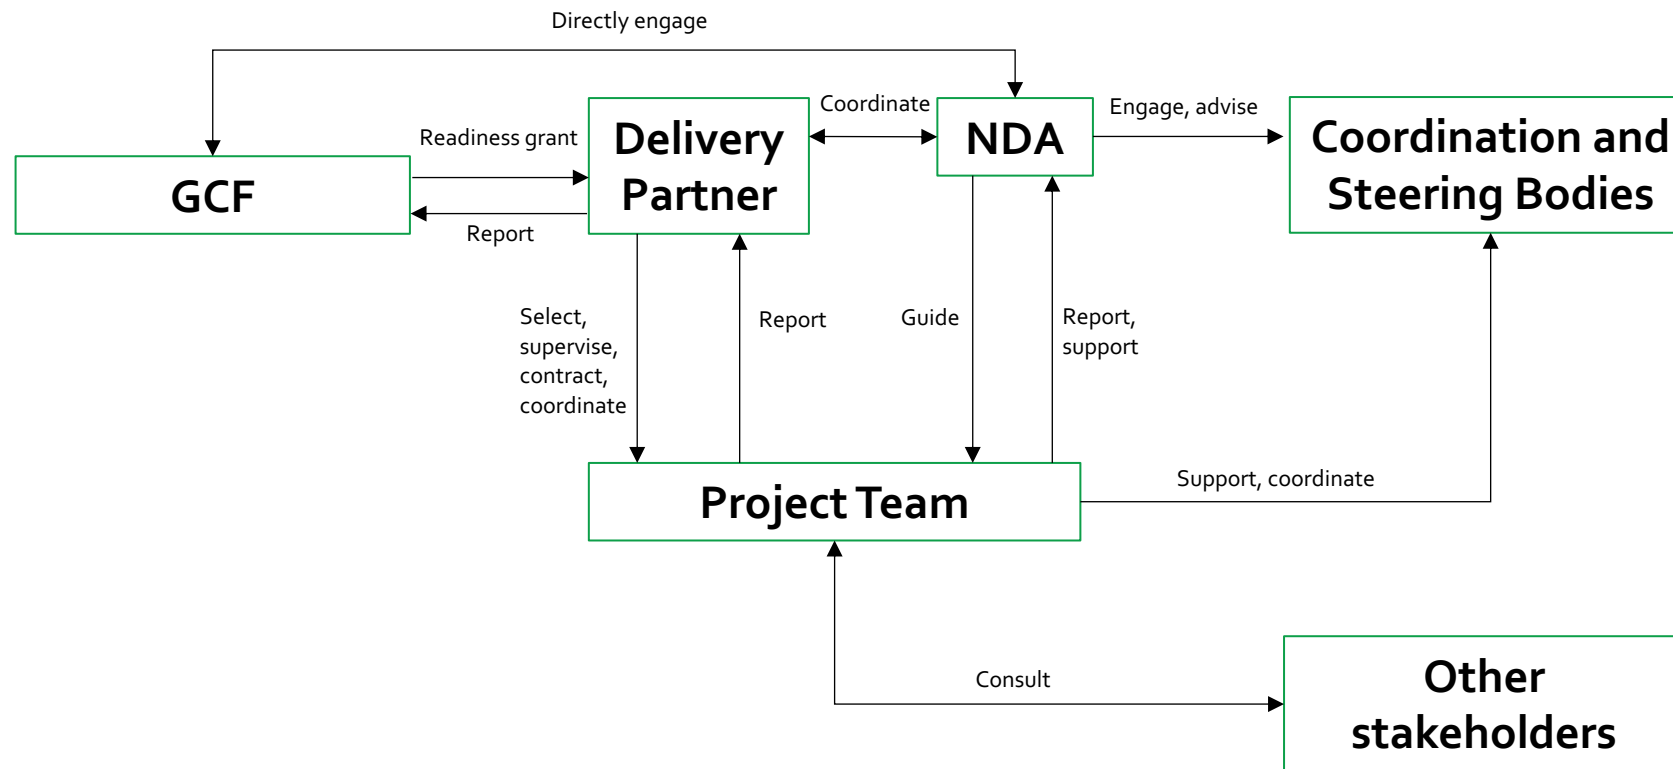 Directly engage
Coordinate
Engage, advise
Readiness grant
Delivery
Partner
NDA
Coordination and
Steering Bodies
GCF
Report
Select,
supervise,
contract,
coordinate
Report
Guide
Report,
support
Project Team
Support, coordinate
Consult
Other
stakeholders